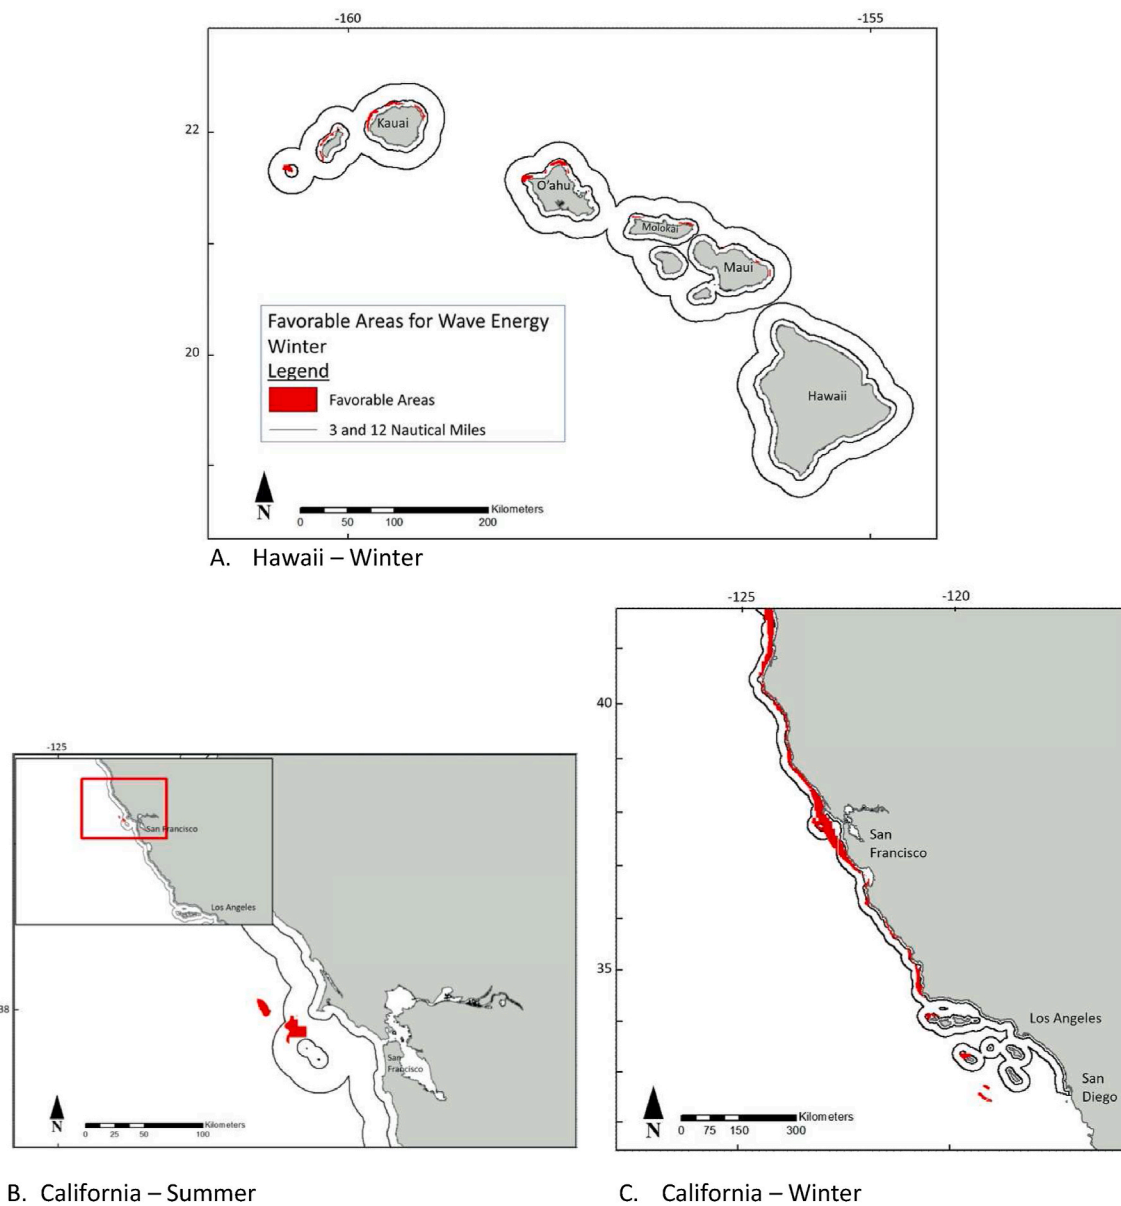 -160
-155
22
Kauai
O'ahu
Molokai
Maui
Favorable Areas for Wave Energy
Winter
Legend
Favorable Areas
3 and 12 Nautical Miles
20
Hawaii
N
Kilometers
0 50 100 200
A. Hawaii – Winter
-125
-120
40
San
Francisco
35
Los Angeles
San
Diego
N
Kilometers
0 75 150 300
-125
San Francisco
Los Angeles
38
San
Francisco
N
Kilometers
0 25 50 100
B. California – Summer
C. California – Winter